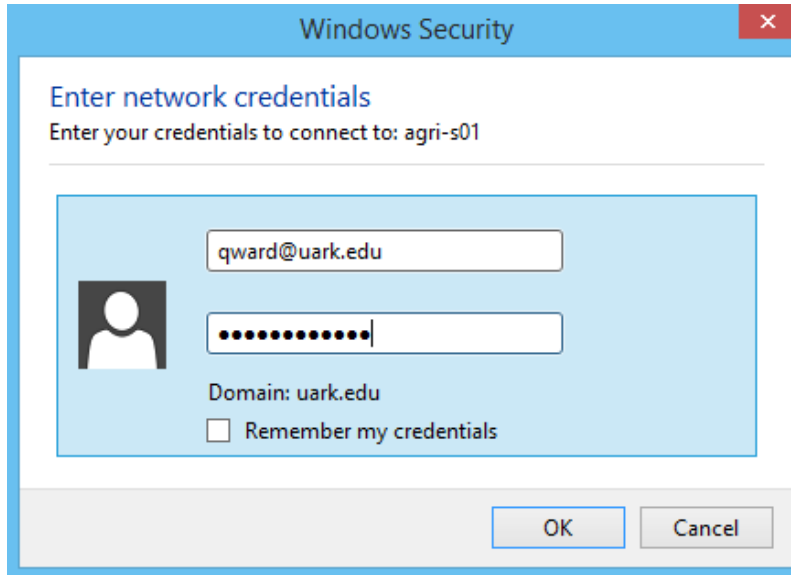 Windows Security
Enter network credentials
Enter your credentials to connect to: agri-s01
qward@uark.edu
●●●●●●●●●●●●
Domain: uark.edu
Remember my credentials
OK
Cancel